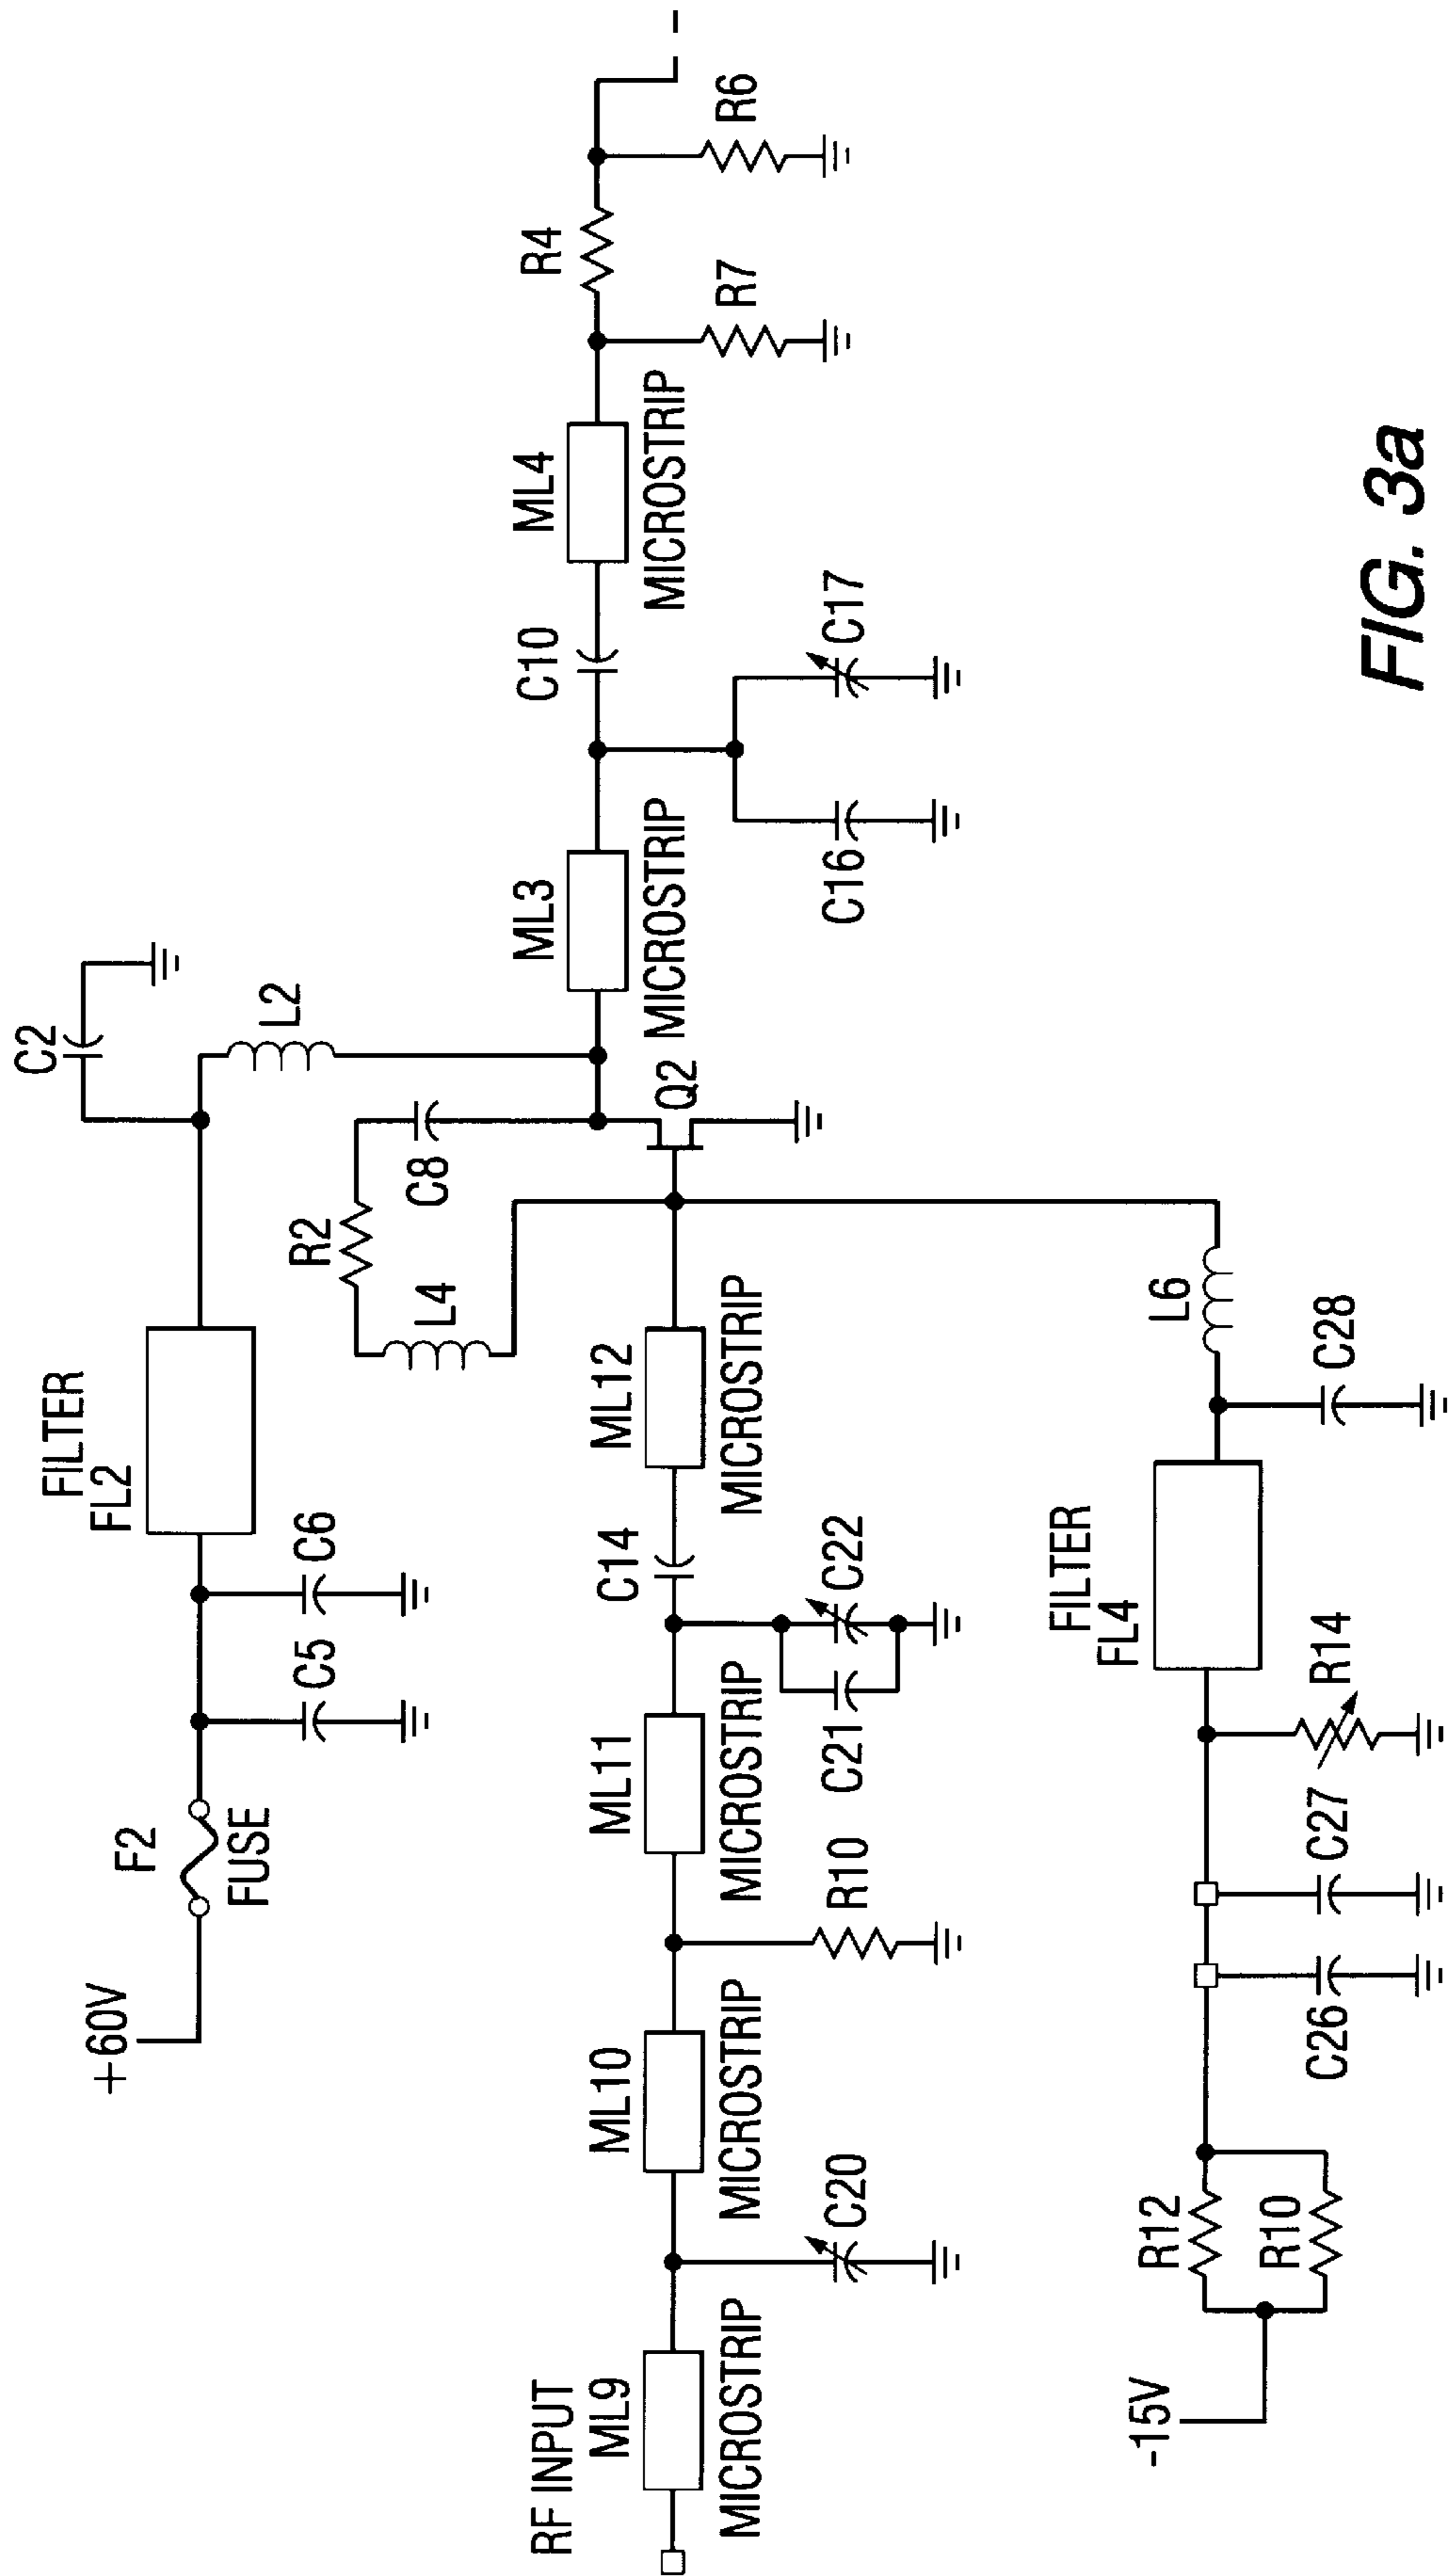 +60V
F2
FUSE
C5
C6
FILTER
FL2
C2
L2
R2
C8
L4
RF INPUT
ML9
MICROSTRIP
C20
ML10
MICROSTRIP
R10
ML11
MICROSTRIP
C21
C22
C14
ML12
MICROSTRIP
Q2
ML3
MICROSTRIP
C16
C17
C10
ML4
MICROSTRIP
R4
R7
R6
-15V
R12
R10
C26
C27
R14
FILTER
FL4
C28
L6
FIG. 3a